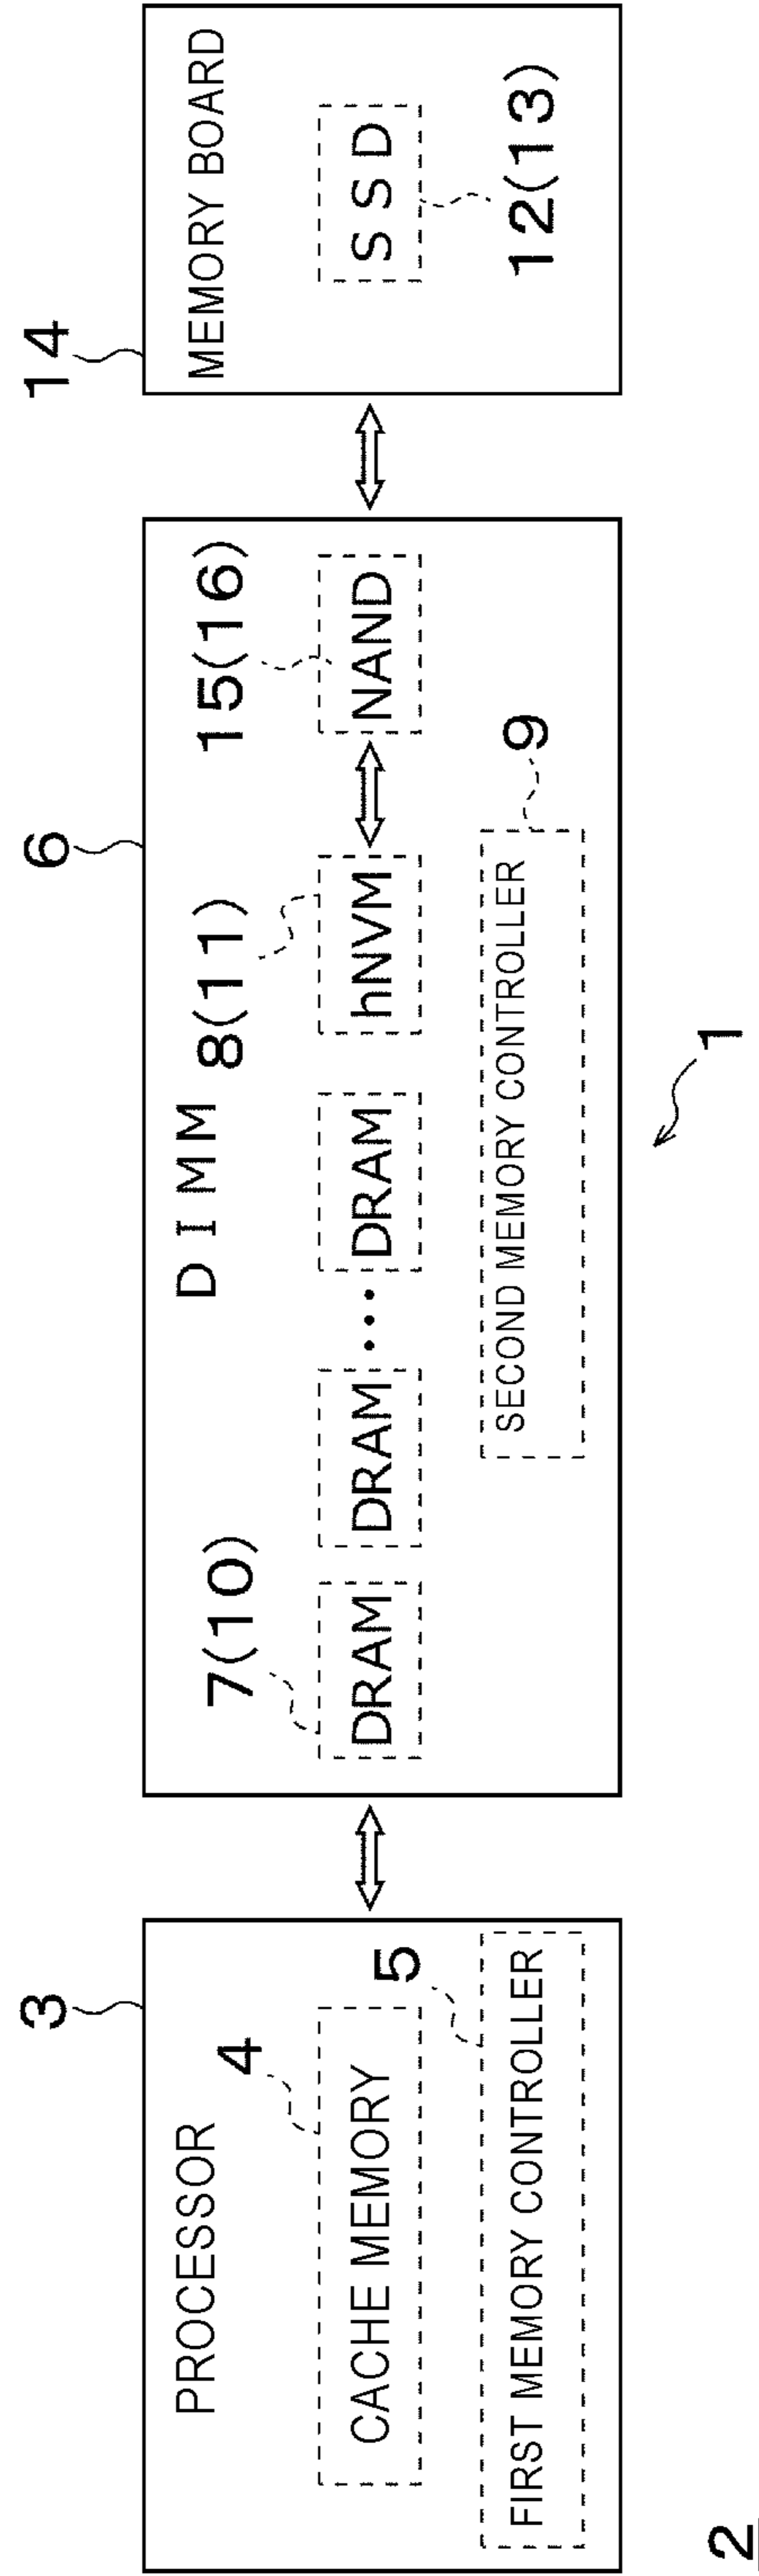 3
PROCESSOR
4
CACHE MEMORY
5
FIRST MEMORY CONTROLLER
6
DIMM
7(10)
DRAM
DRAM
...
DRAM
8(11)
hNVM
15(16)
NAND
SECOND MEMORY CONTROLLER
9
14
MEMORY BOARD
SSD
12(13)
1
2